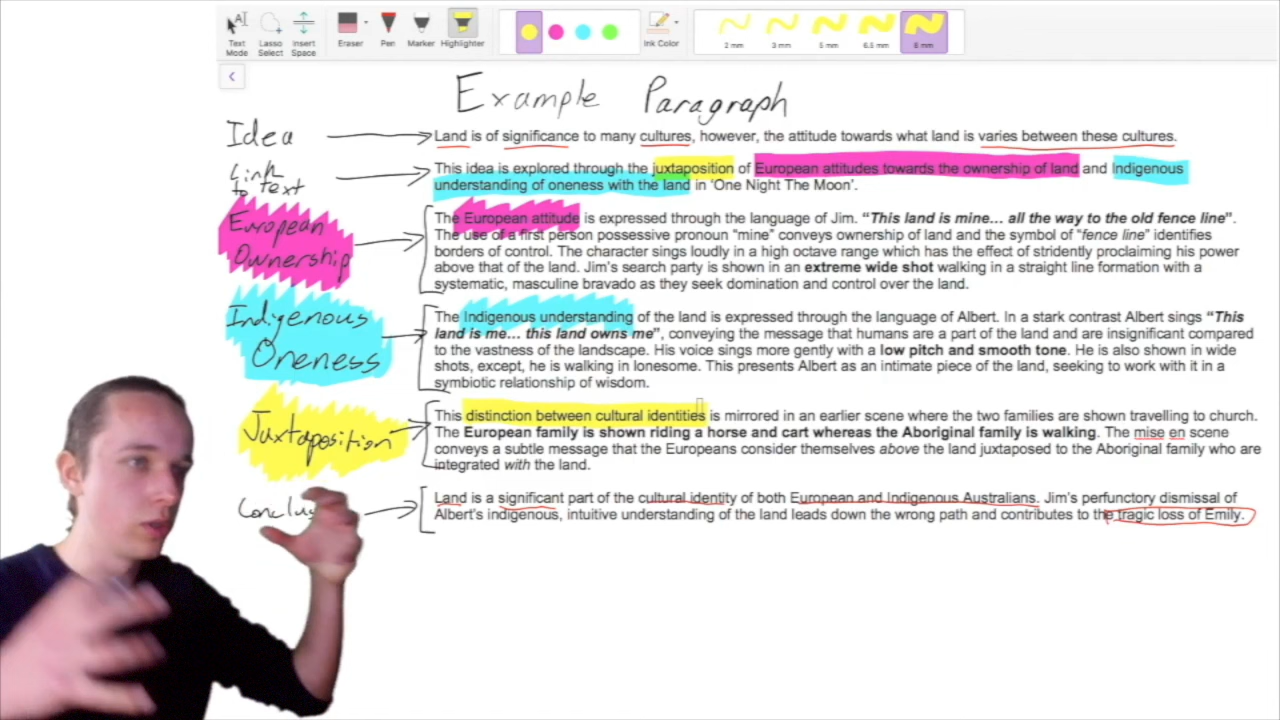 Text Mode
Lasso Select
Insert Space
Eraser
Pen
Marker
Highlighter
Ink Color
2 mm
3 mm
5 mm
6.5 mm
8 mm
Example Paragraph
Idea
Land is of significance to many cultures, however, the attitude towards what land is varies between these cultures.
Link to text
This idea is explored through the juxtaposition of European attitudes towards the ownership of land and Indigenous
understanding of oneness with the land in ‘One Night The Moon’.
European
Ownership
The European attitude is expressed through the language of Jim. “This land is mine... all the way to the old fence line”.
The use of a first person possessive pronoun “mine” conveys ownership of land and the symbol of “fence line” identifies
borders of control. The character sings loudly in a high octave range which has the effect of stridently proclaiming his power
above that of the land. Jim’s search party is shown in an extreme wide shot walking in a straight line formation with a
systematic, masculine bravado as they seek domination and control over the land.
Indigenous
Oneness
The Indigenous understanding of the land is expressed through the language of Albert. In a stark contrast Albert sings “This
land is me... this land owns me”, conveying the message that humans are a part of the land and are insignificant compared
to the vastness of the landscape. His voice sings more gently with a low pitch and smooth tone. He is also shown in wide
shots, except, he is walking in lonesome. This presents Albert as an intimate piece of the land, seeking to work with it in a
symbiotic relationship of wisdom.
Juxtaposition
This distinction between cultural identities is mirrored in an earlier scene where the two families are shown travelling to church.
The European family is shown riding a horse and cart whereas the Aboriginal family is walking. The mise en scene
conveys a subtle message that the Europeans consider themselves above the land juxtaposed to the Aboriginal family who are
integrated with the land.
Land is a significant part of the cultural identity of both European and Indigenous Australians. Jim’s perfunctory dismissal of
Albert’s indigenous, intuitive understanding of the land leads down the wrong path and contributes to the tragic loss of Emily.